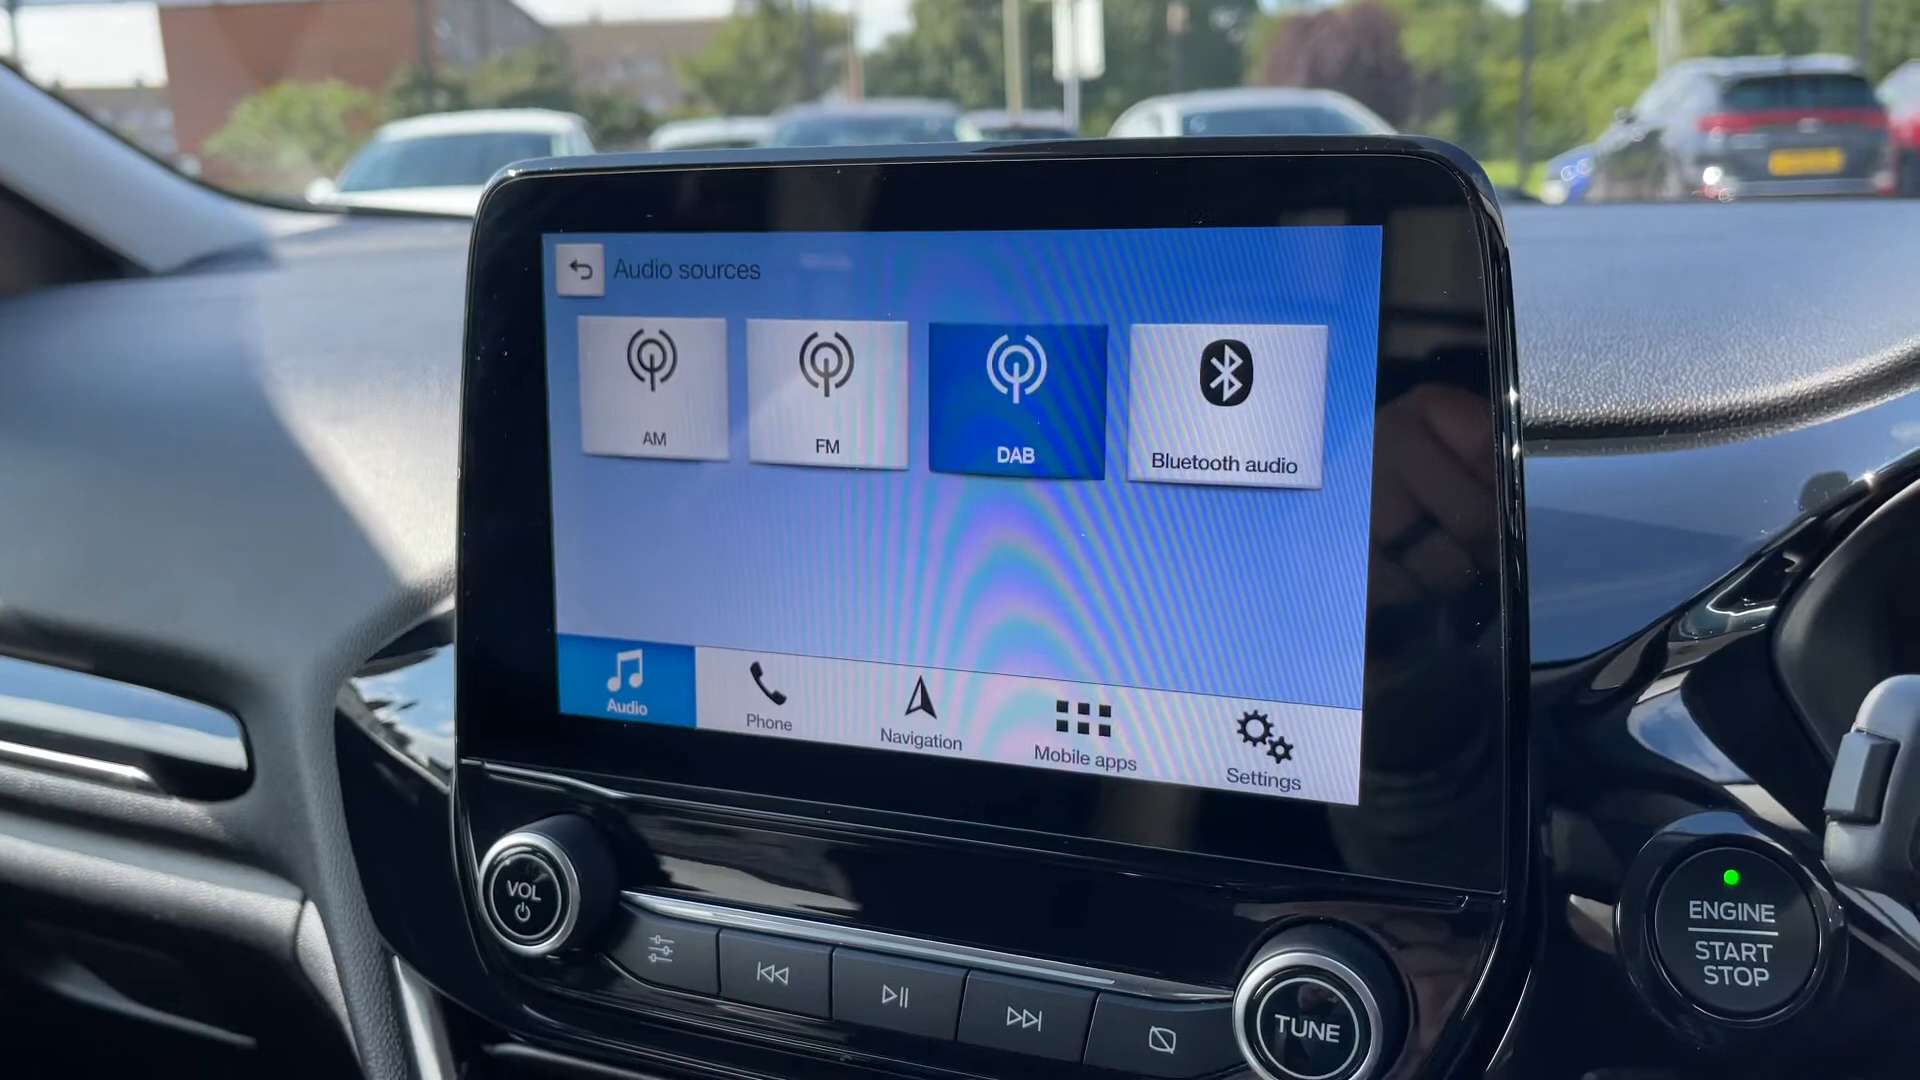 Audio sources
AM
FM
DAB
Bluetooth audio
Audio
Phone
Navigation
Mobile apps
Settings
VOL
TUNE
ENGINE
START
STOP